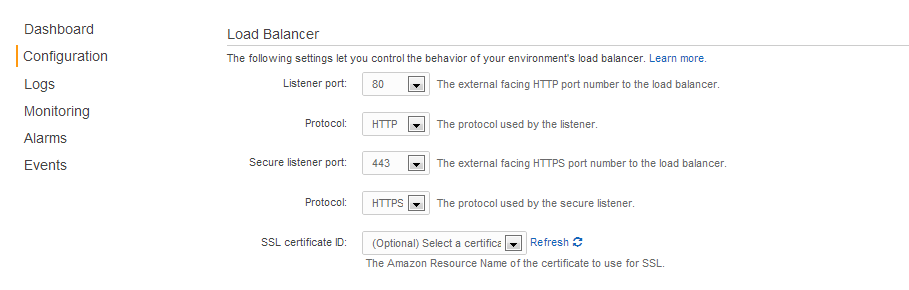 Dashboard
Configuration
Logs
Monitoring
Alarms
Events
Load Balancer
The following settings let you control the behavior of your environment's load balancer. Learn more.
Listener port: 80 The external facing HTTP port number to the load balancer.
Protocol: HTTP The protocol used by the listener.
Secure listener port: 443 The external facing HTTPS port number to the load balancer.
Protocol: HTTPS The protocol used by the secure listener.
SSL certificate ID: (Optional) Select a certifica Refresh
The Amazon Resource Name of the certificate to use for SSL.